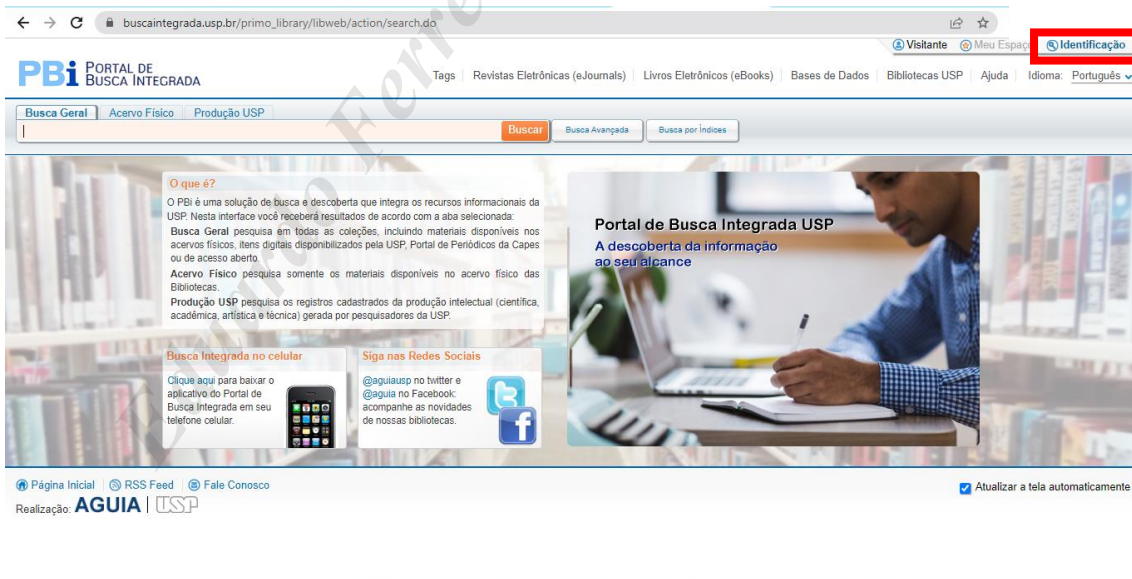 buscaintegrada.usp.br/primo_library/libweb/action/search.do
Visitante Meu Espaço Identificação
PBi PORTAL DE BUSCA INTEGRADA
Tags Revistas Eletrônicas (eJournals) Livros Eletrônicos (eBooks) Bases de Dados Bibliotecas USP Ajuda Idioma: Português
Busca Geral Acervo Físico Produção USP
Buscar Busca Avançada Busca por Índices
O que é?
O PBi é uma solução de busca e descoberta que integra os recursos informacionais da
USP. Nesta interface você receberá resultados de acordo com a aba selecionada:
Busca Geral pesquisa em todas as coleções, incluindo materiais disponíveis nos
acervos físicos, itens digitais disponibilizados pela USP, Portal de Periódicos da Capes
ou de acesso aberto.
Acervo Físico pesquisa somente os materiais disponíveis no acervo físico das
Bibliotecas.
Produção USP pesquisa os registros cadastrados da produção intelectual (científica,
acadêmica, artística e técnica) gerada por pesquisadores da USP.
Portal de Busca Integrada USP
A descoberta da informação
ao seu alcance
Busca Integrada no celular
Clique aqui para baixar o
aplicativo do Portal de
Busca Integrada em seu
telefone celular.
Siga nas Redes Sociais
@aguiausp no twitter e
@aguia no Facebook:
acompanhe as novidades
de nossas bibliotecas.
Página Inicial RSS Feed Fale Conosco
Atualizar a tela automaticamente
Realização: AGUIA USP
Eduardo